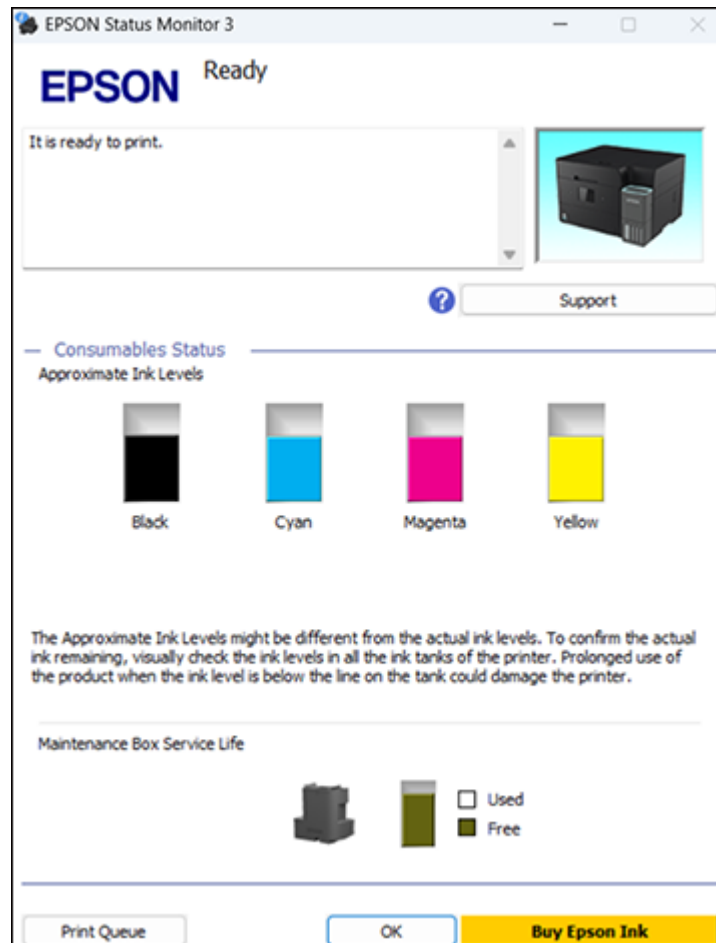 EPSON Status Monitor 3
EPSON
Ready
It is ready to print.
Support
Consumables Status
Approximate Ink Levels
Black
Cyan
Magenta
Yellow
The Approximate Ink Levels might be different from the actual ink levels. To confirm the actual
ink remaining, visually check the ink levels in all the ink tanks of the printer. Prolonged use of
the product when the ink level is below the line on the tank could damage the printer.
Maintenance Box Service Life
Used
Free
Print Queue
OK
Buy Epson Ink